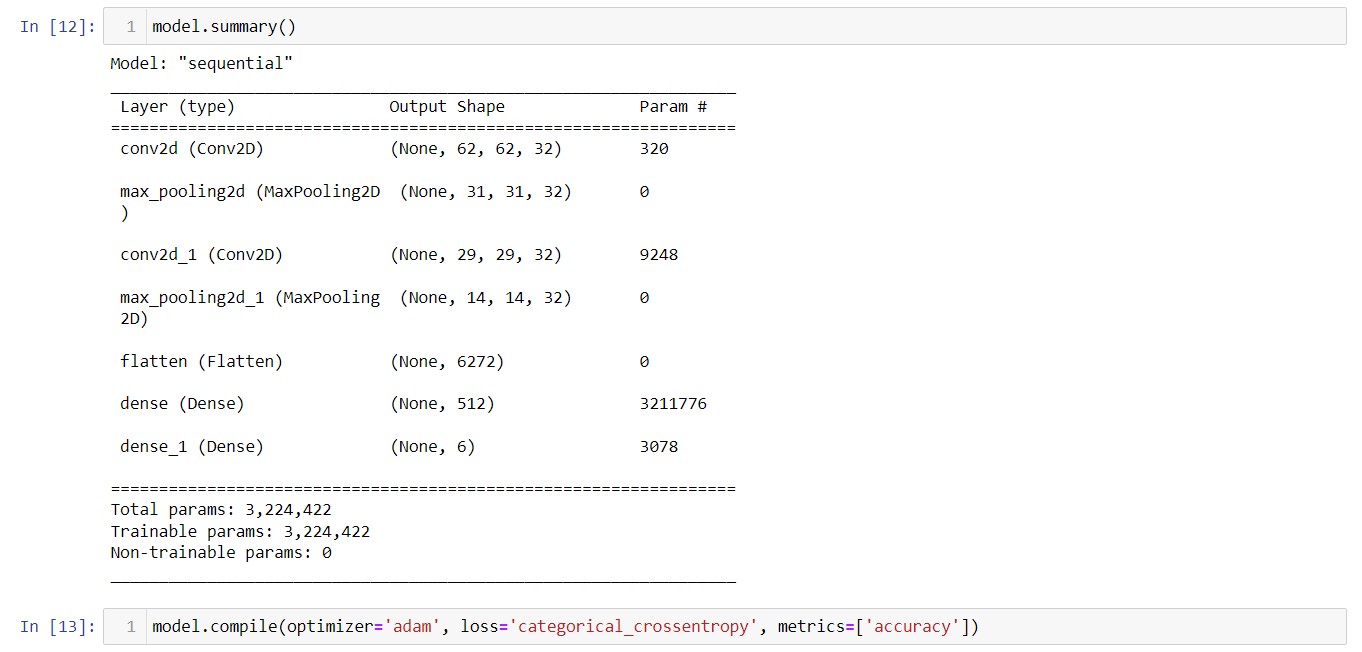 In [12]: 1 model.summary()
Model: "sequential"
_________________________________________________________________
Layer (type) Output Shape Param #
=================================================================
conv2d (Conv2D) (None, 62, 62, 32) 320
max_pooling2d (MaxPooling2D (None, 31, 31, 32) 0
)
conv2d_1 (Conv2D) (None, 29, 29, 32) 9248
max_pooling2d_1 (MaxPooling (None, 14, 14, 32) 0
2D)
flatten (Flatten) (None, 6272) 0
dense (Dense) (None, 512) 3211776
dense_1 (Dense) (None, 6) 3078
=================================================================
Total params: 3,224,422
Trainable params: 3,224,422
Non-trainable params: 0
_________________________________________________________________
In [13]: 1 model.compile(optimizer='adam', loss='categorical_crossentropy', metrics=['accuracy'])